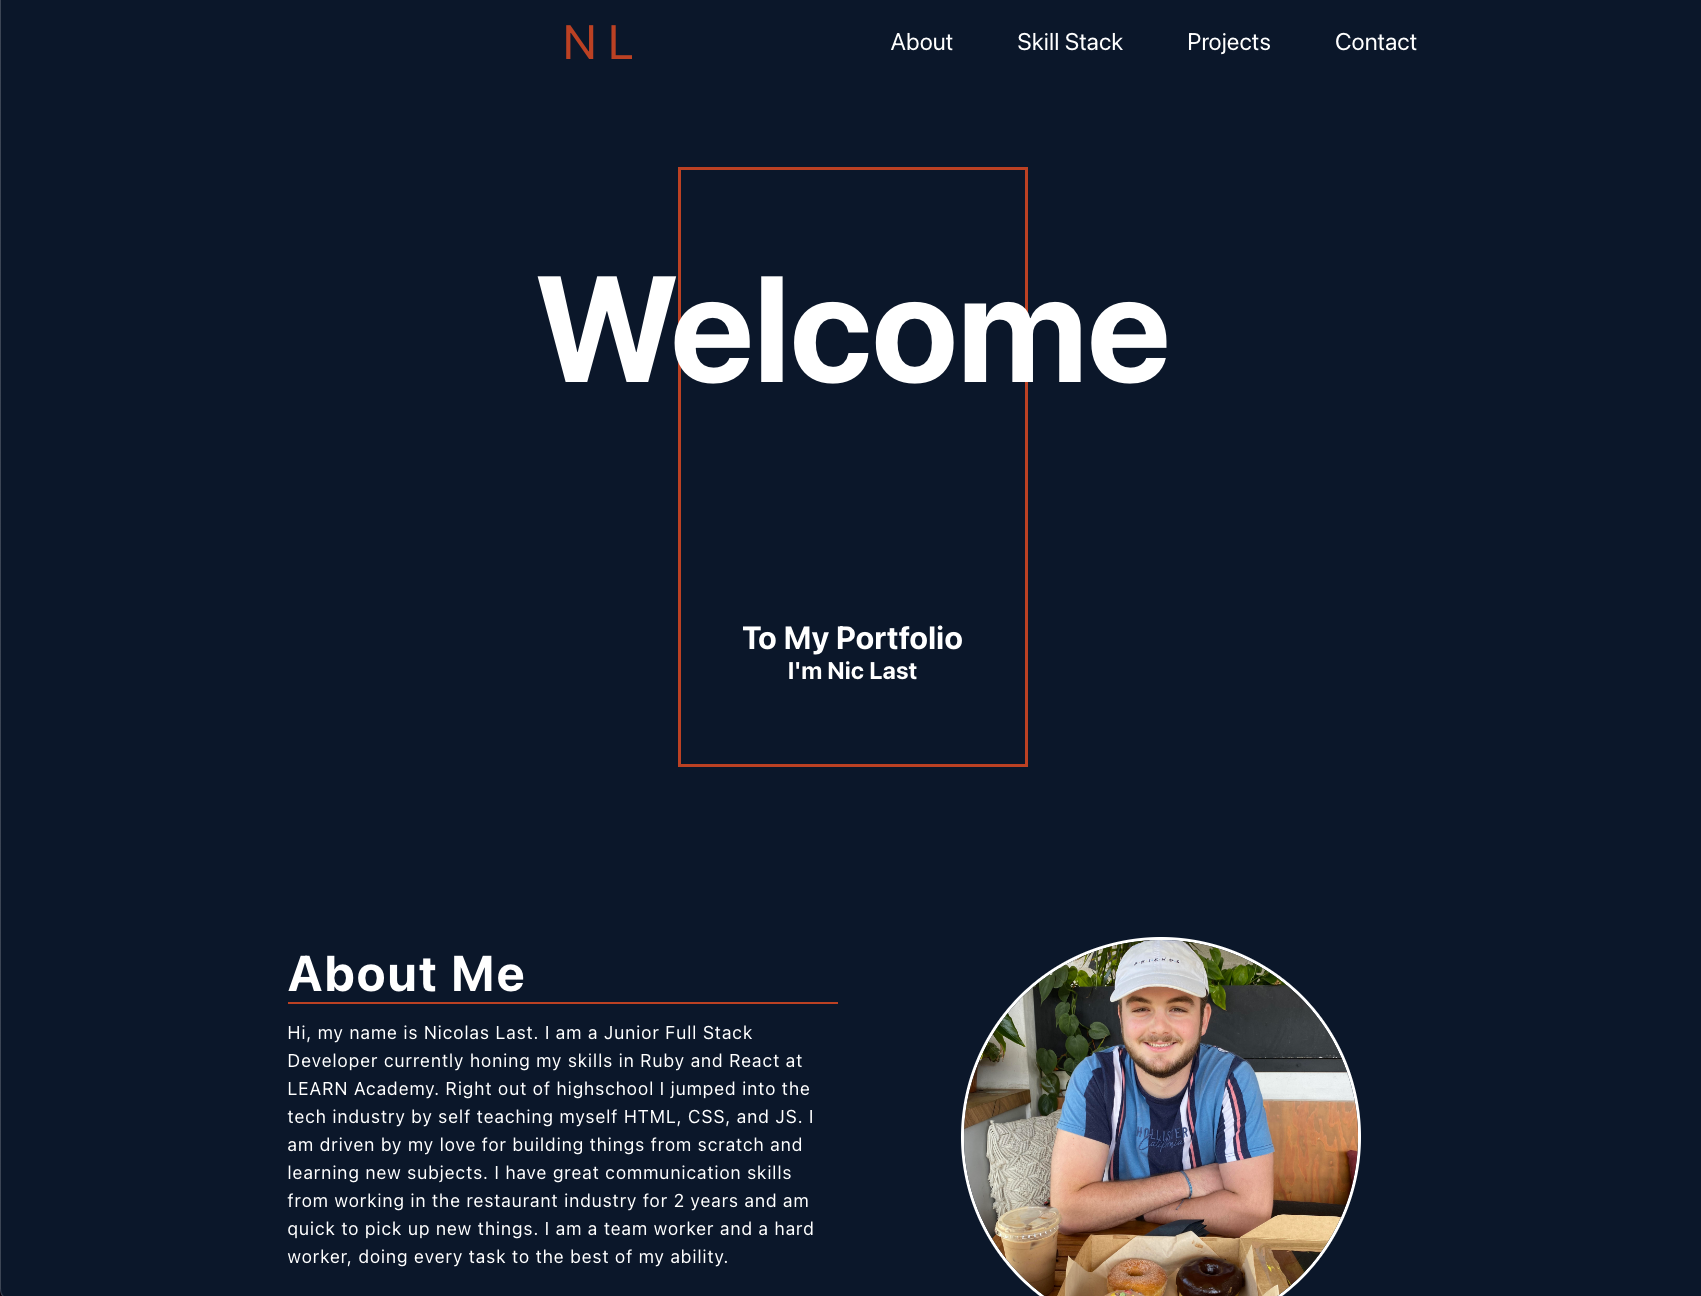 N L
About Skill Stack Projects Contact
Welcome
To My Portfolio
I'm Nic Last
About Me
Hi, my name is Nicolas Last. I am a Junior Full Stack
Developer currently honing my skills in Ruby and React at
LEARN Academy. Right out of highschool I jumped into the
tech industry by self teaching myself HTML, CSS, and JS. I
am driven by my love for building things from scratch and
learning new subjects. I have great communication skills
from working in the restaurant industry for 2 years and am
quick to pick up new things. I am a team worker and a hard
worker, doing every task to the best of my ability.
FRIENDS
HOLLISTER
California